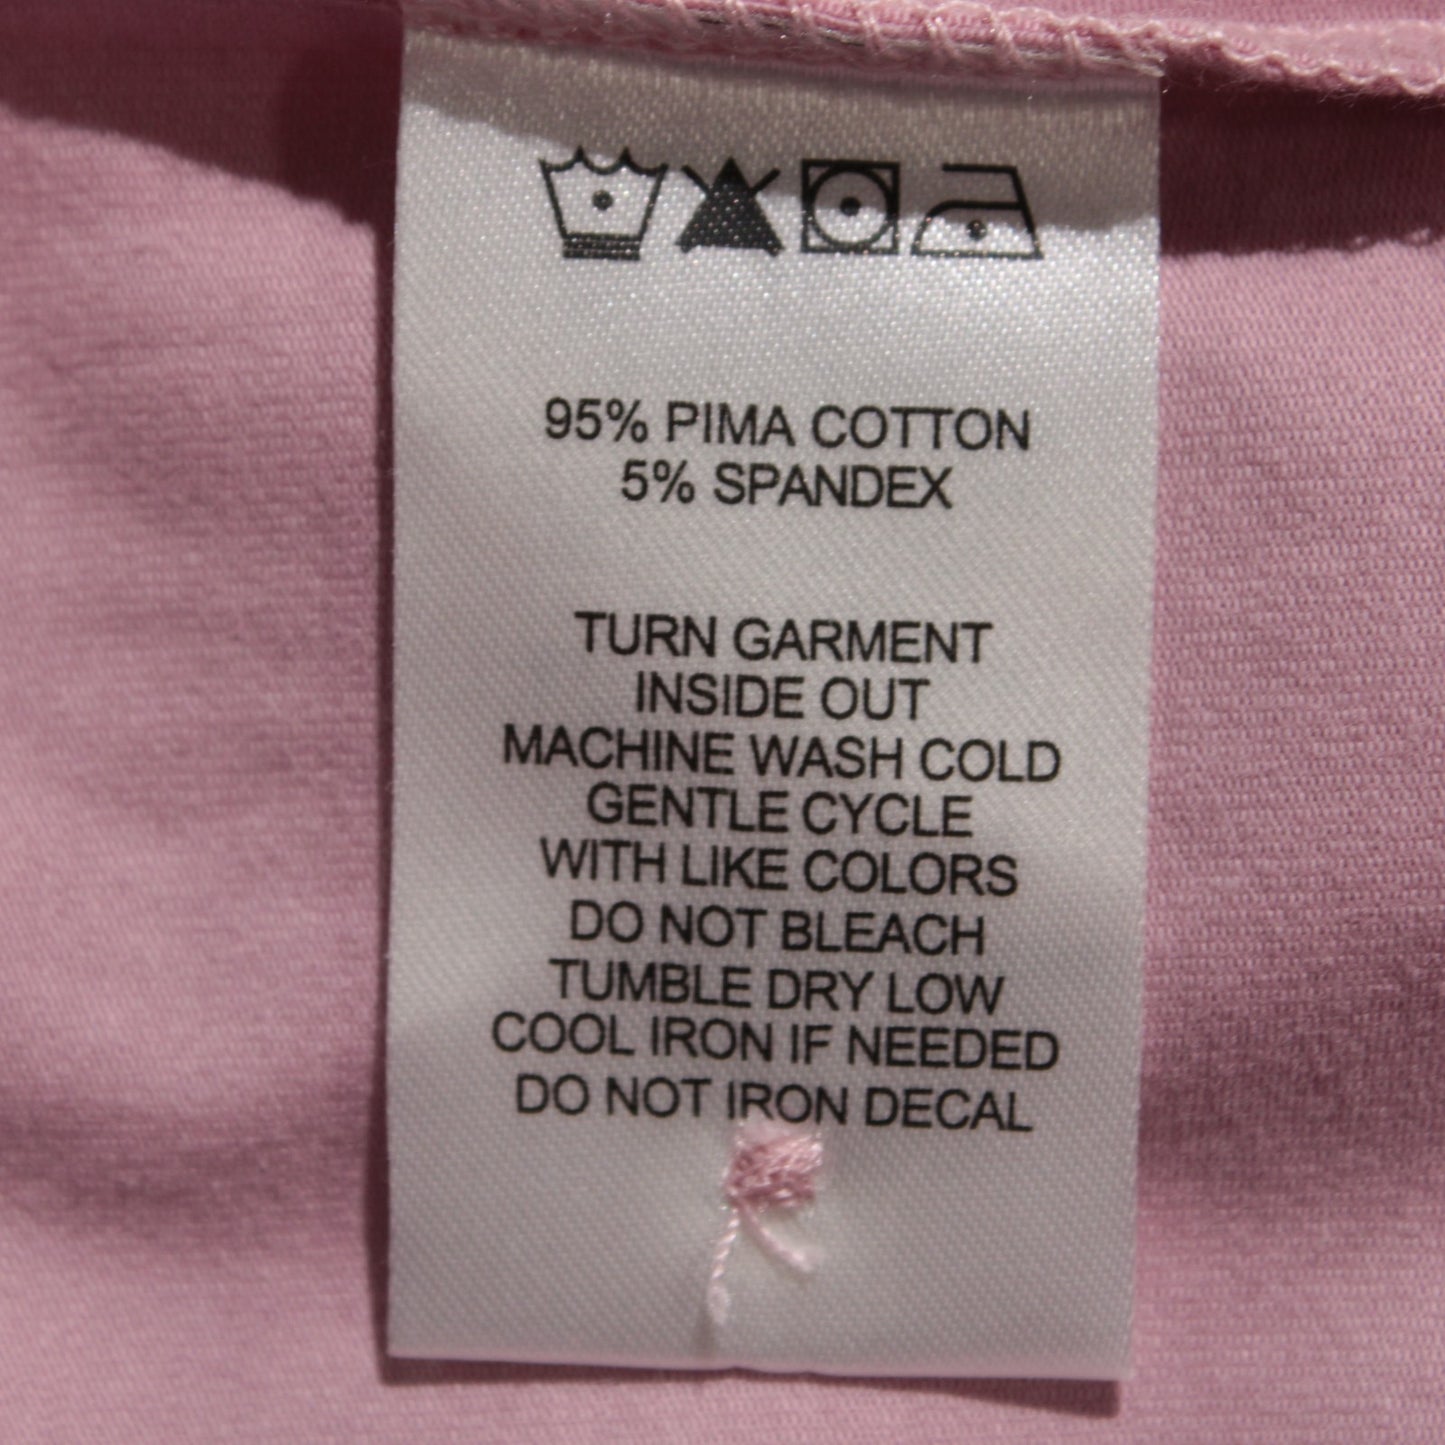 95% PIMA COTTON
5% SPANDEX
TURN GARMENT
INSIDE OUT
MACHINE WASH COLD
GENTLE CYCLE
WITH LIKE COLORS
DO NOT BLEACH
TUMBLE DRY LOW
COOL IRON IF NEEDED
DO NOT IRON DECAL